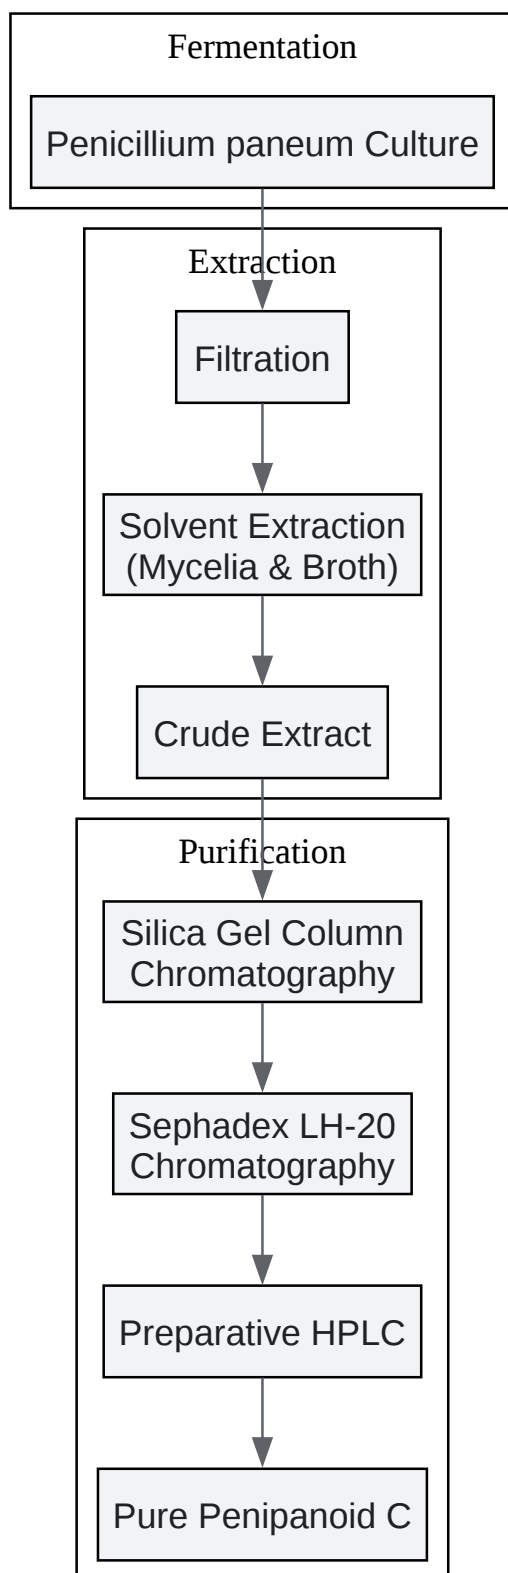 Fermentation
Penicillium paneum Culture
Extraction
Filtration
Solvent Extraction
(Mycelia & Broth)
Crude Extract
Purification
Silica Gel Column
Chromatography
Sephadex LH-20
Chromatography
Preparative HPLC
Pure Penipanoid C